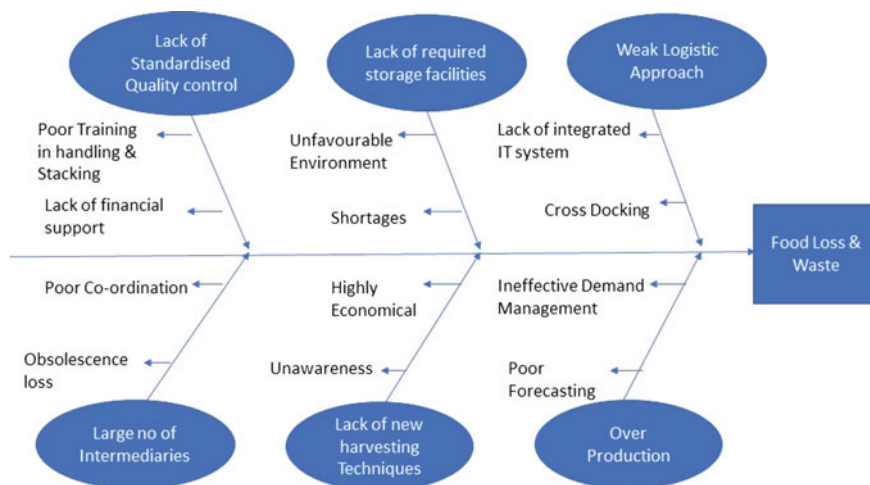 Lack of
Standardised
Quality control
Lack of required
storage facilities
Weak Logistic
Approach
Poor Training
in handling &
Stacking
Unfavourable
Environment
Lack of integrated
IT system
Lack of financial
support
Shortages
Cross Docking
Food Loss &
Waste
Poor Co-ordination
Highly
Economical
Ineffective Demand
Management
Obsolescence
loss
Unawareness
Poor
Forecasting
Large no of
Intermediaries
Lack of new
harvesting
Techniques
Over
Production